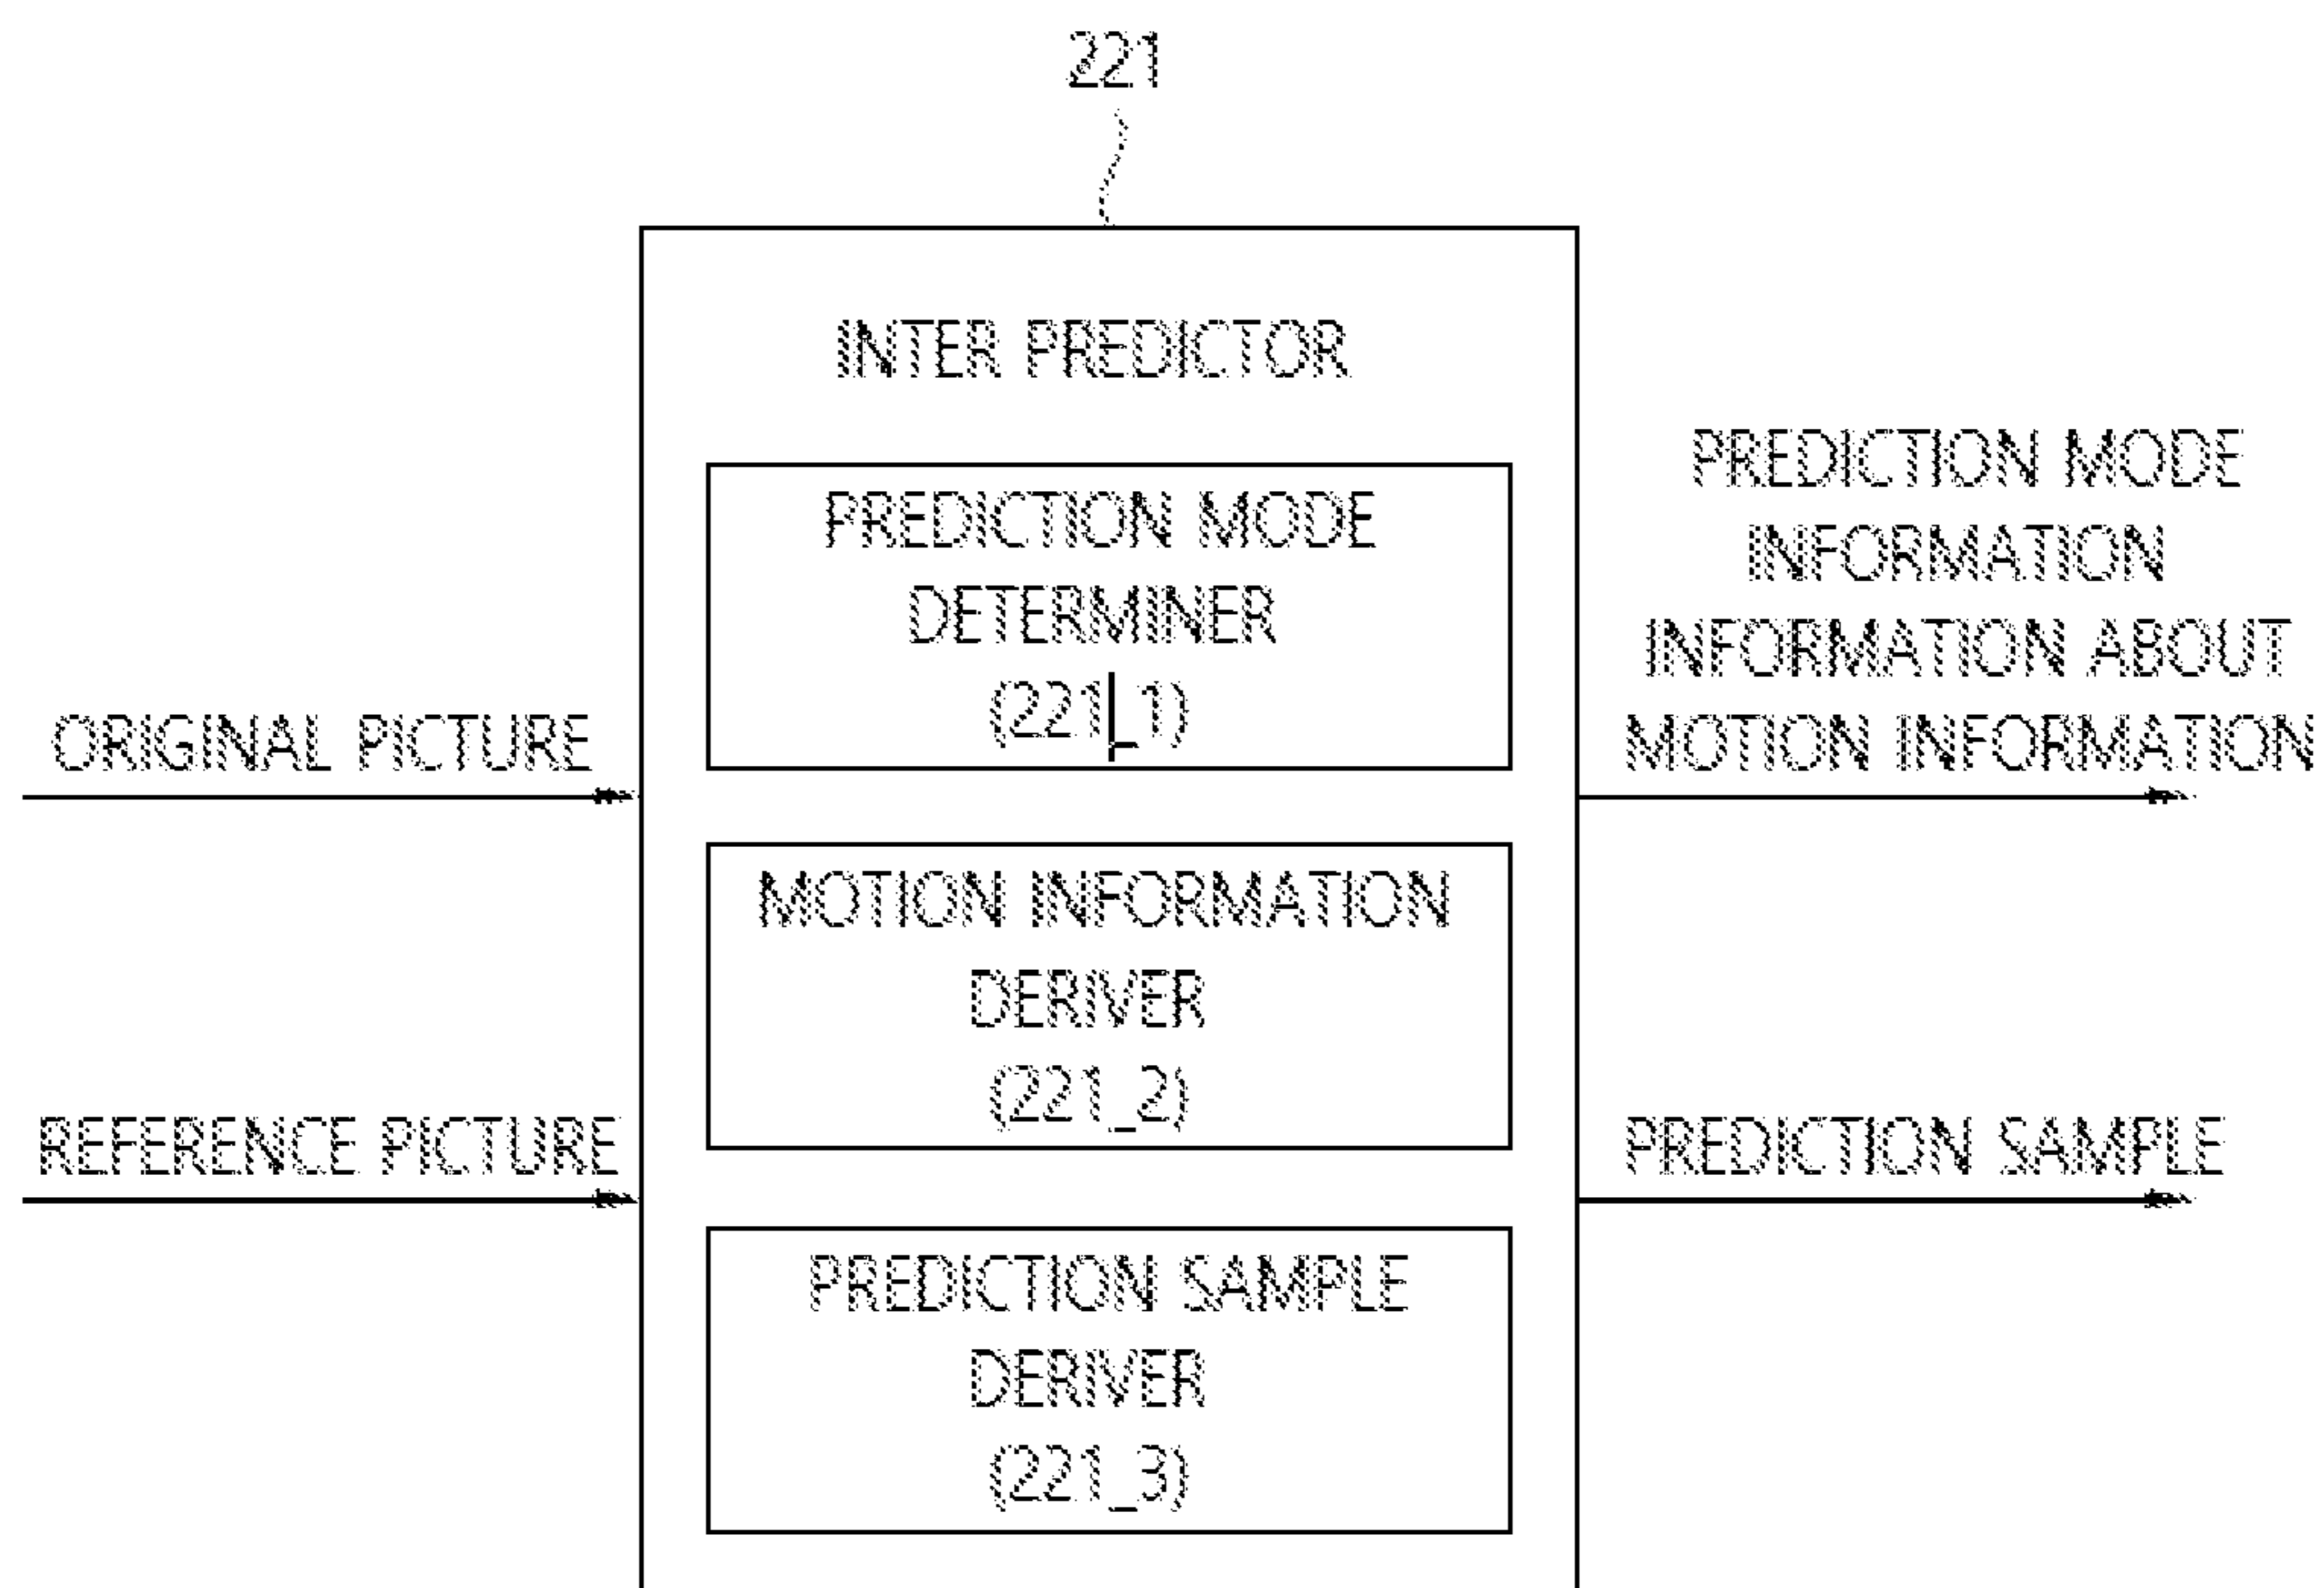 221
INTER PREDICTOR
PREDICTION MODE
DETERMINER
(221_1)
MOTION INFORMATION
DERIVER
(221_2)
PREDICTION SAMPLE
DERIVER
(221_3)
ORIGINAL PICTURE
REFERENCE PICTURE
PREDICTION MODE
INFORMATION
INFORMATION ABOUT
MOTION INFORMATION
PREDICTION SAMPLE